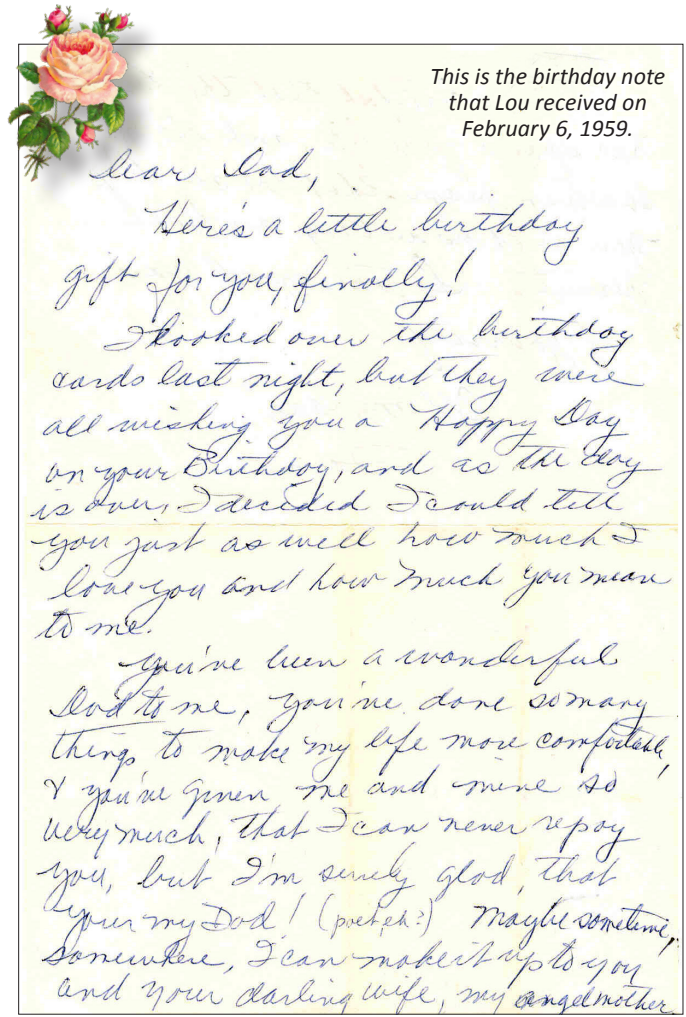 This is the birthday note
that Lou received on
February 6, 1959.
Dear Dad,
Here's a little birthday
gift for you, finally!
I looked over the birthday
cards last night, but they were
all wishing you a Happy Day
on your Birthday, and as the day
is over, I decided I could tell
you just as well how much I
love you and how much you mean
to me.
You've been a wonderful
Dad to me, you've done so many
things to make my life more comfortable,
& you've given me and mine so
very much, that I can never repay
you, but I'm surely glad, that
your my Dad! (poet, eh?) Maybe sometime,
somewhere, I can make it up to you
and your darling wife, my angel mother.